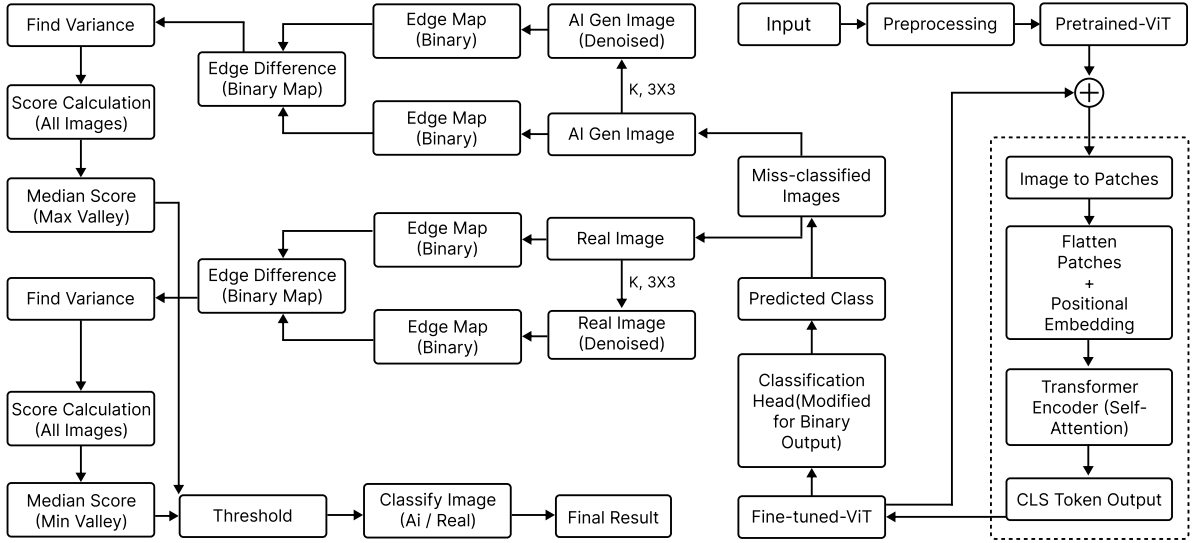 Input
Preprocessing
Pretrained-ViT
Image to Patches
Flatten
Patches
+
Positional
Embedding
Transformer
Encoder (Self-
Attention)
CLS Token Output
Fine-tuned-ViT
Classification
Head(Modified
for Binary
Output)
Predicted Class
Miss-classified
Images
AI Gen Image
K, 3X3
AI Gen Image
(Denoised)
Edge Map
(Binary)
Edge Map
(Binary)
Edge Difference
(Binary Map)
Find Variance
Score Calculation
(All Images)
Median Score
(Max Valley)
Real Image
K, 3X3
Real Image
(Denoised)
Edge Map
(Binary)
Edge Map
(Binary)
Edge Difference
(Binary Map)
Find Variance
Score Calculation
(All Images)
Median Score
(Min Valley)
Threshold
Classify Image
(Ai / Real)
Final Result